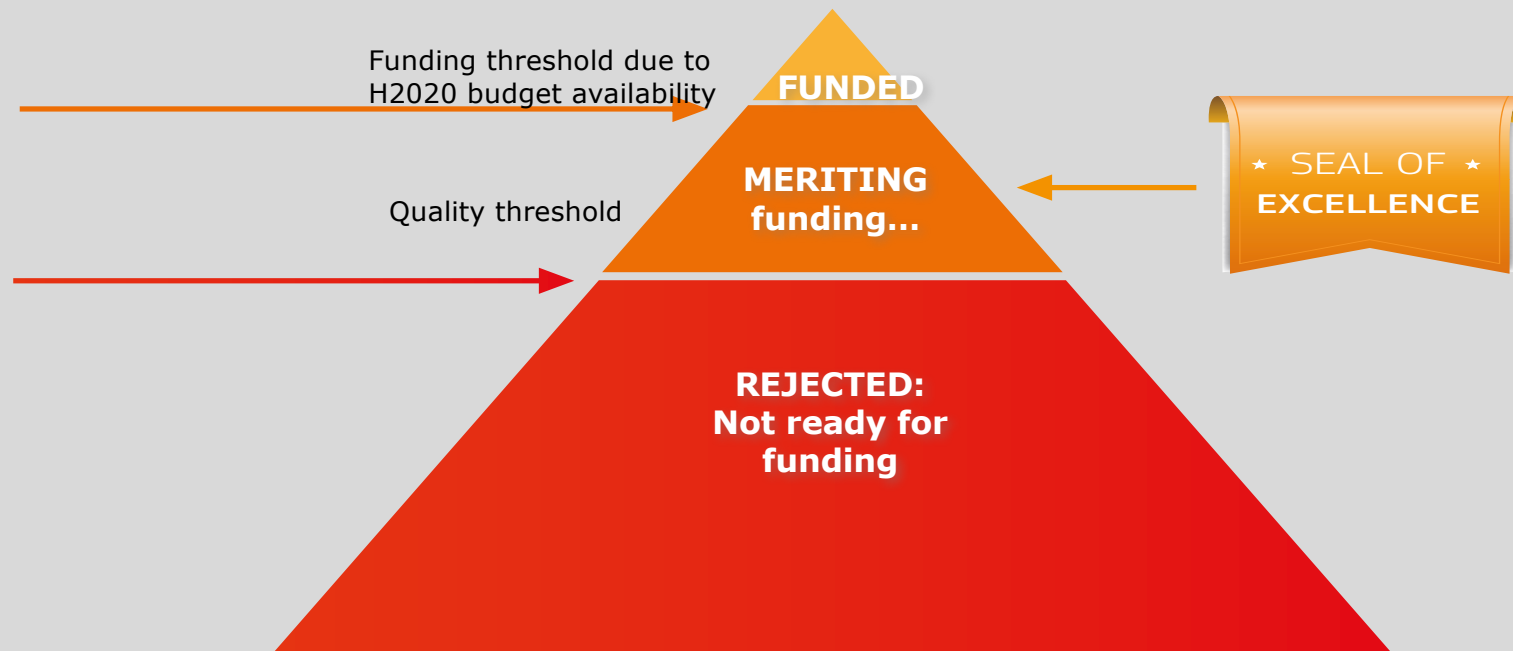 Funding threshold due to
H2020 budget availability
FUNDED
MERITING
funding...
SEAL OF
EXCELLENCE
Quality threshold
REJECTED:
Not ready for
funding